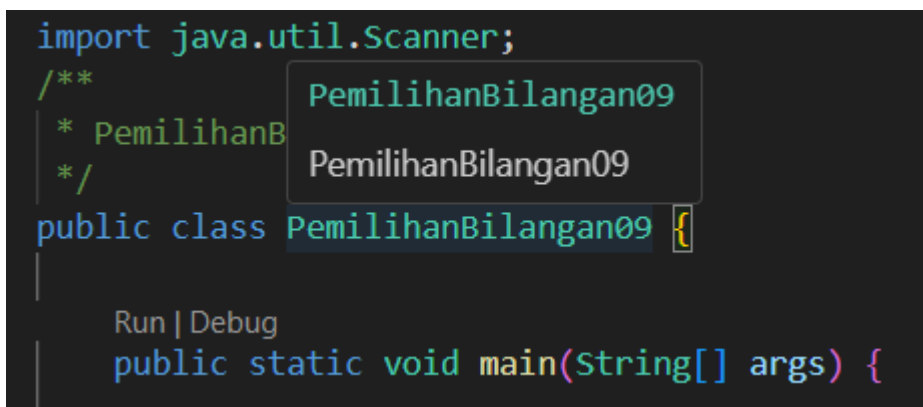 import java.util.Scanner;
/**
PemilihanBilangan09
* PemilihanB
PemilihanBilangan09
*/
public class PemilihanBilangan09 {
Run | Debug
public static void main(String[] args) {